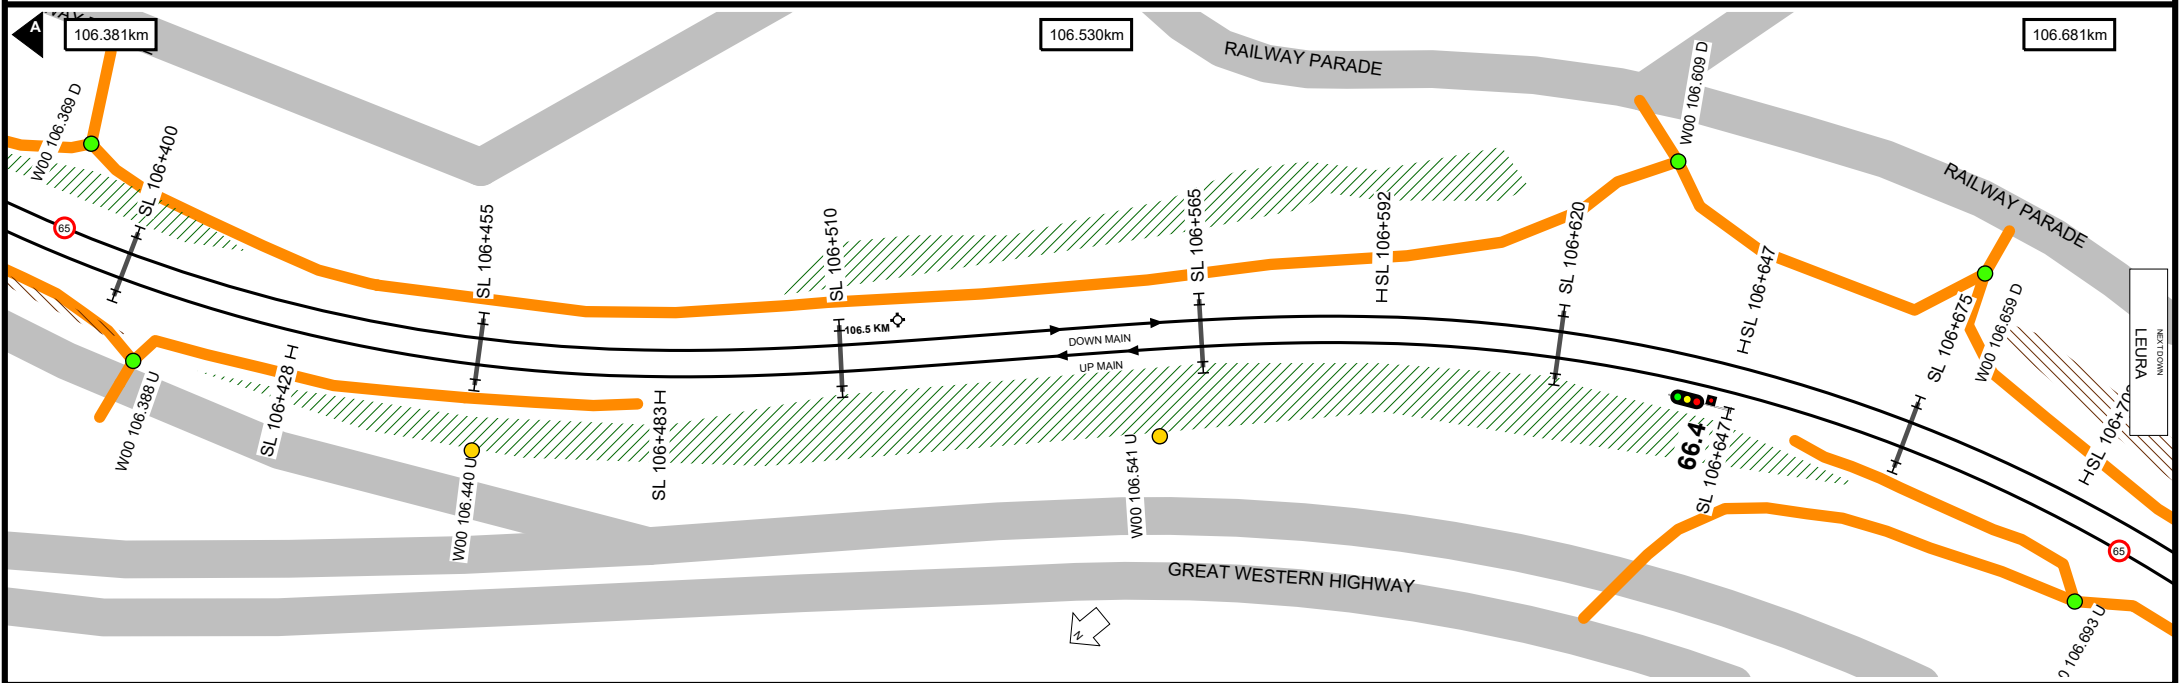 A
106.381km
106.530km
106.681km
RAILWAY PARADE
RAILWAY PARADE
W00 106.369 D
SL 106+400
65
SL 106+455
SL 106+510
106.5 KM
SL 106+565
SL 106+592
SL 106+620
W00 106.609 D
SL 106+647
SL 106+675
W00 106.659 D
NEXT DOWN
LEURA
DOWN MAIN
UP MAIN
W00 106.388 U
SL 106+428
SL 106+483
W00 106.440 U
W00 106.541 U
66.4
SL 106+647
65
106.693 U
GREAT WESTERN HIGHWAY
N